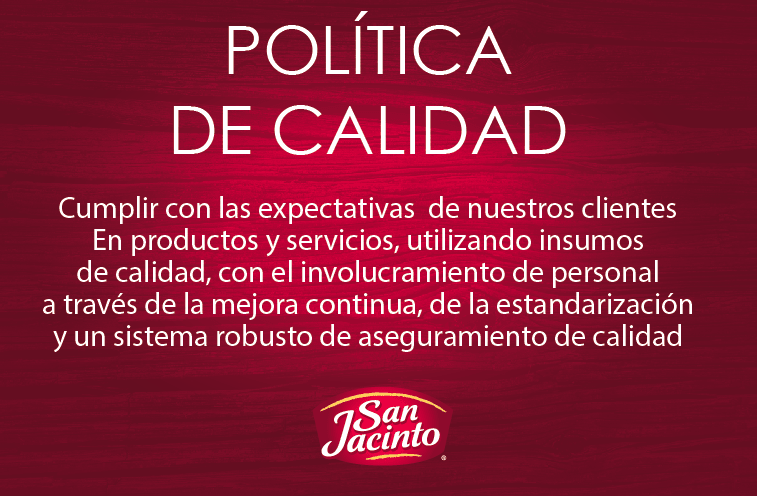 POLÍTICA
DE CALIDAD
Cumplir con las expectativas de nuestros clientes
En productos y servicios, utilizando insumos
de calidad, con el involucramiento de personal
a través de la mejora continua, de la estandarización
y un sistema robusto de aseguramiento de calidad
San
Jacinto
®